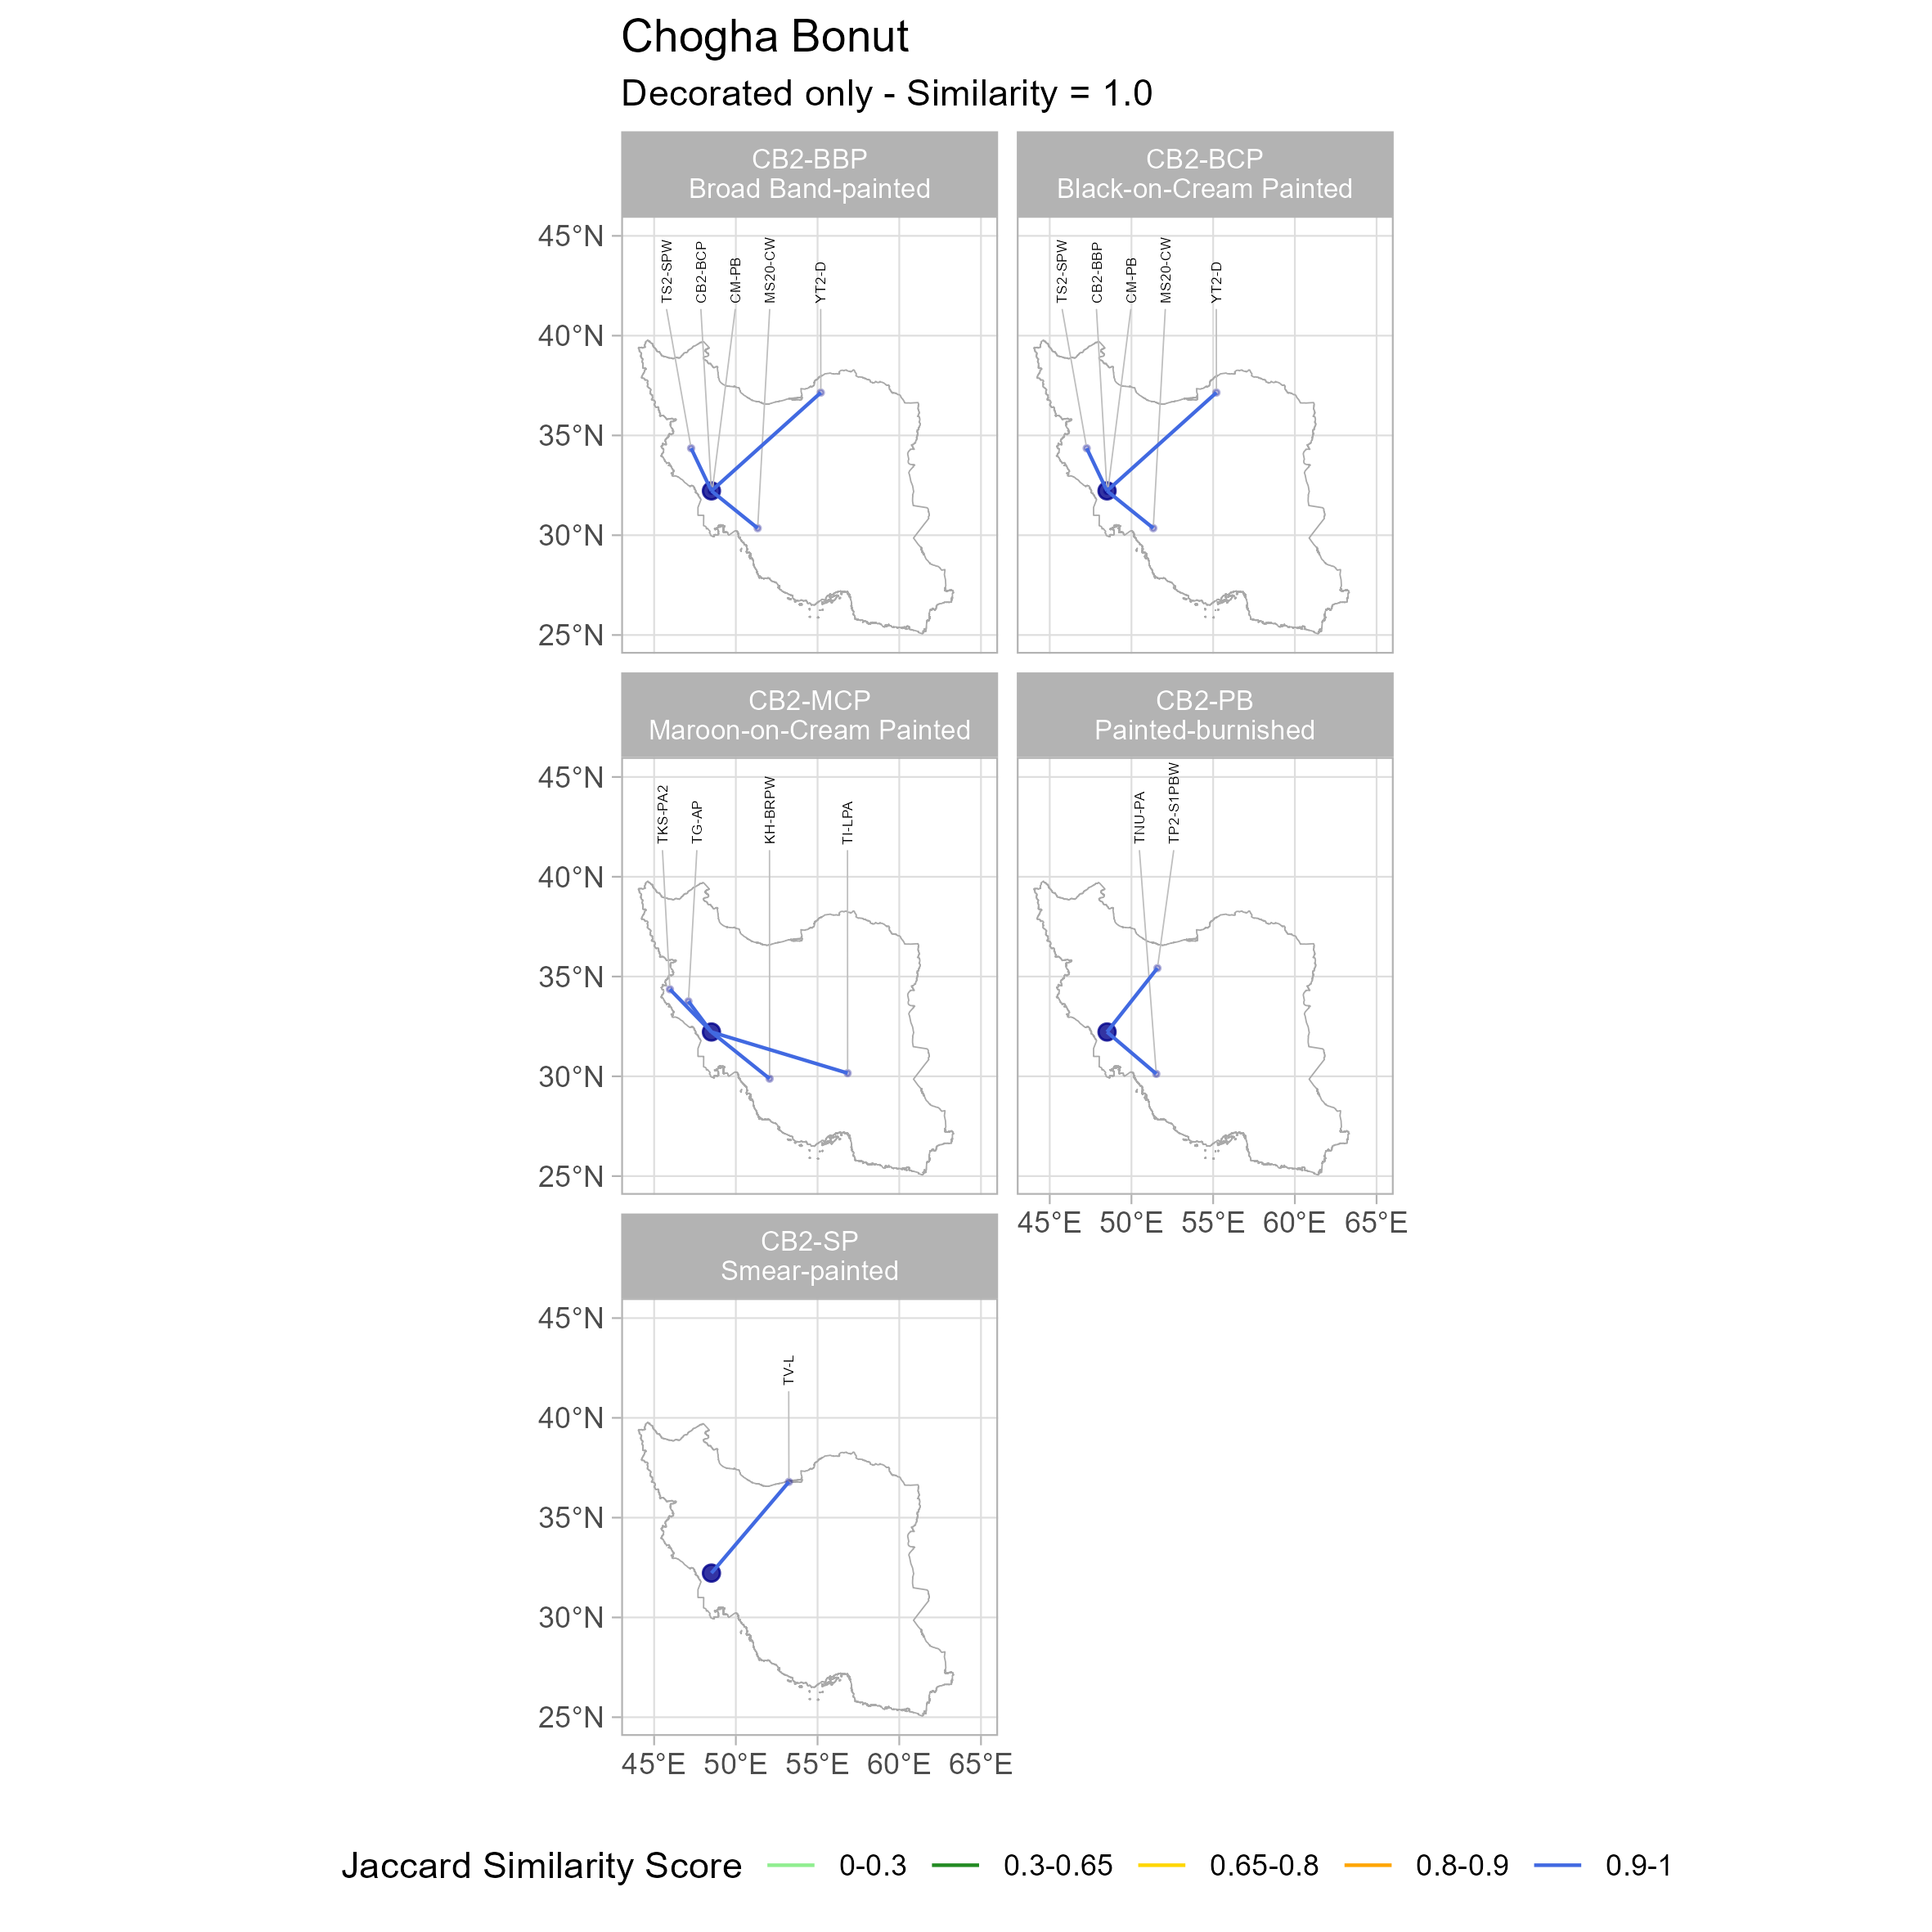 Chogha Bonut
Decorated only - Similarity = 1.0
CB2-BBP
Broad Band-painted
CB2-BCP
Black-on-Cream Painted
45°N
40°N
35°N
30°N
25°N
TS2-SPW
CB2-BCP
CM-PB
MS20-CW
YT2-D
TS2-SPW
CB2-BBP
CM-PB
MS20-CW
YT2-D
CB2-MCP
Maroon-on-Cream Painted
CB2-PB
Painted-burnished
45°N
40°N
35°N
30°N
25°N
TKS-PA2
TG-AP
KH-BRPW
TI-LPA
TNU-PA
TP2-S1PBW
45°E 50°E 55°E 60°E 65°E
CB2-SP
Smear-painted
45°N
40°N
35°N
30°N
25°N
TV-L
45°E 50°E 55°E 60°E 65°E
Jaccard Similarity Score 0-0.3 0.3-0.65 0.65-0.8 0.8-0.9 0.9-1